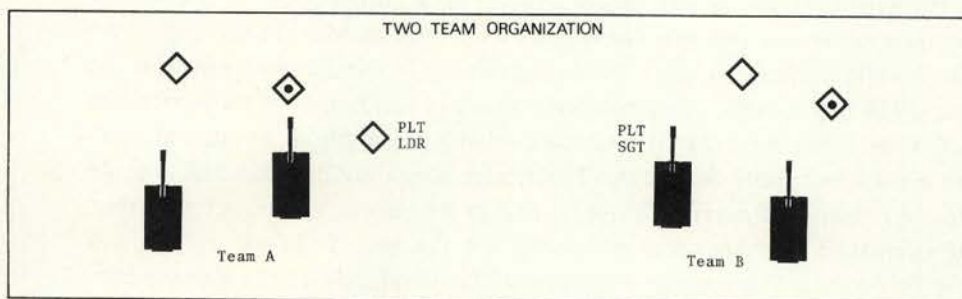 TWO TEAM ORGANIZATION
PLT
LDR
PLT
SGT
Team A
Team B